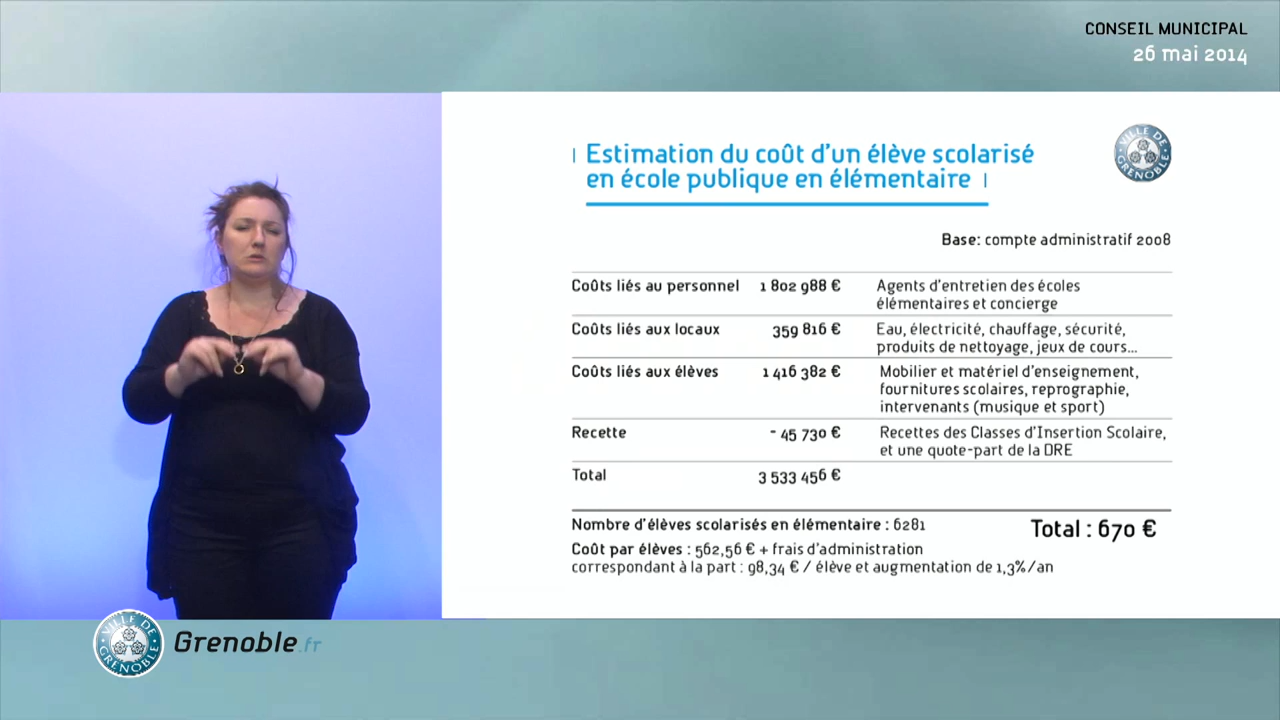 CONSEIL MUNICIPAL
26 mai 2014
Estimation du coût d'un élève scolarisé
en école publique en élémentaire
VILLE DE GRENOBLE
Base: compte administratif 2008
Coûts liés au personnel 1 802 988 € Agents d'entretien des écoles
élémentaires et concierge
Coûts liés aux locaux 359 816 € Eau, électricité, chauffage, sécurité,
produits de nettoyage, jeux de cours...
Coûts liés aux élèves 1 416 382 € Mobilier et matériel d'enseignement,
fournitures scolaires, reprographie,
intervenants (musique et sport)
Recette - 45 730 € Recettes des Classes d'Insertion Scolaire,
et une quote-part de la DRE
Total 3 533 456 €
Nombre d'élèves scolarisés en élémentaire : 6281
Total : 670 €
Coût par élèves : 562,56 € + frais d'administration
correspondant à la part : 98,34 € / élève et augmentation de 1,3%/an
VILLE DE GRENOBLE
Grenoble.fr